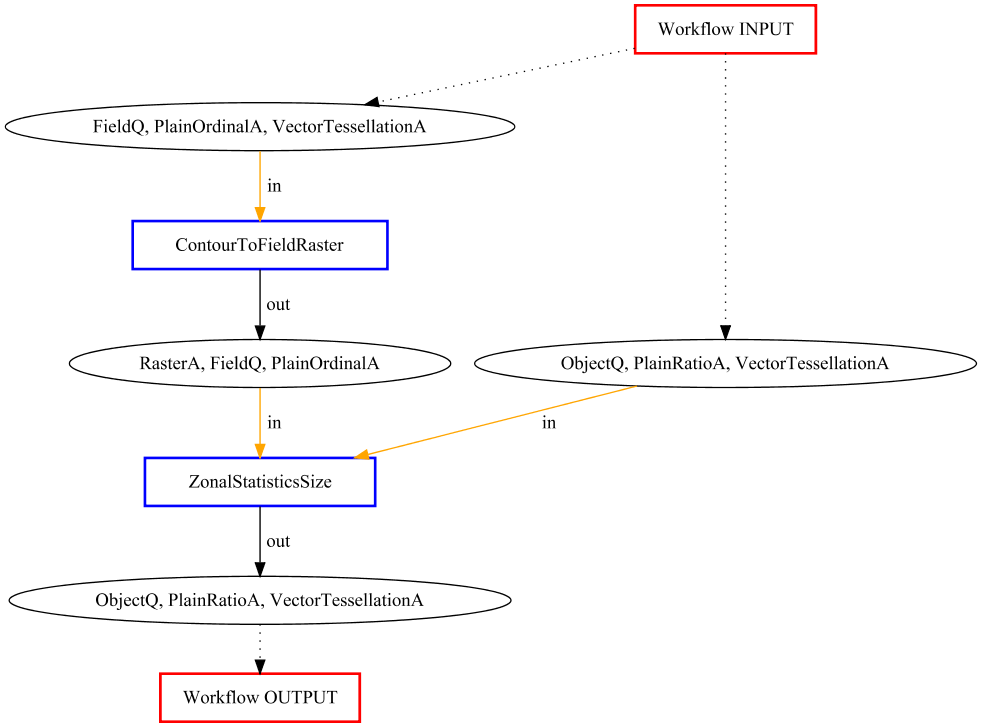 Workflow INPUT
FieldQ, PlainOrdinalA, VectorTessellationA
in
ContourToFieldRaster
out
RasterA, FieldQ, PlainOrdinalA
ObjectQ, PlainRatioA, VectorTessellationA
in
in
ZonalStatisticsSize
out
ObjectQ, PlainRatioA, VectorTessellationA
Workflow OUTPUT